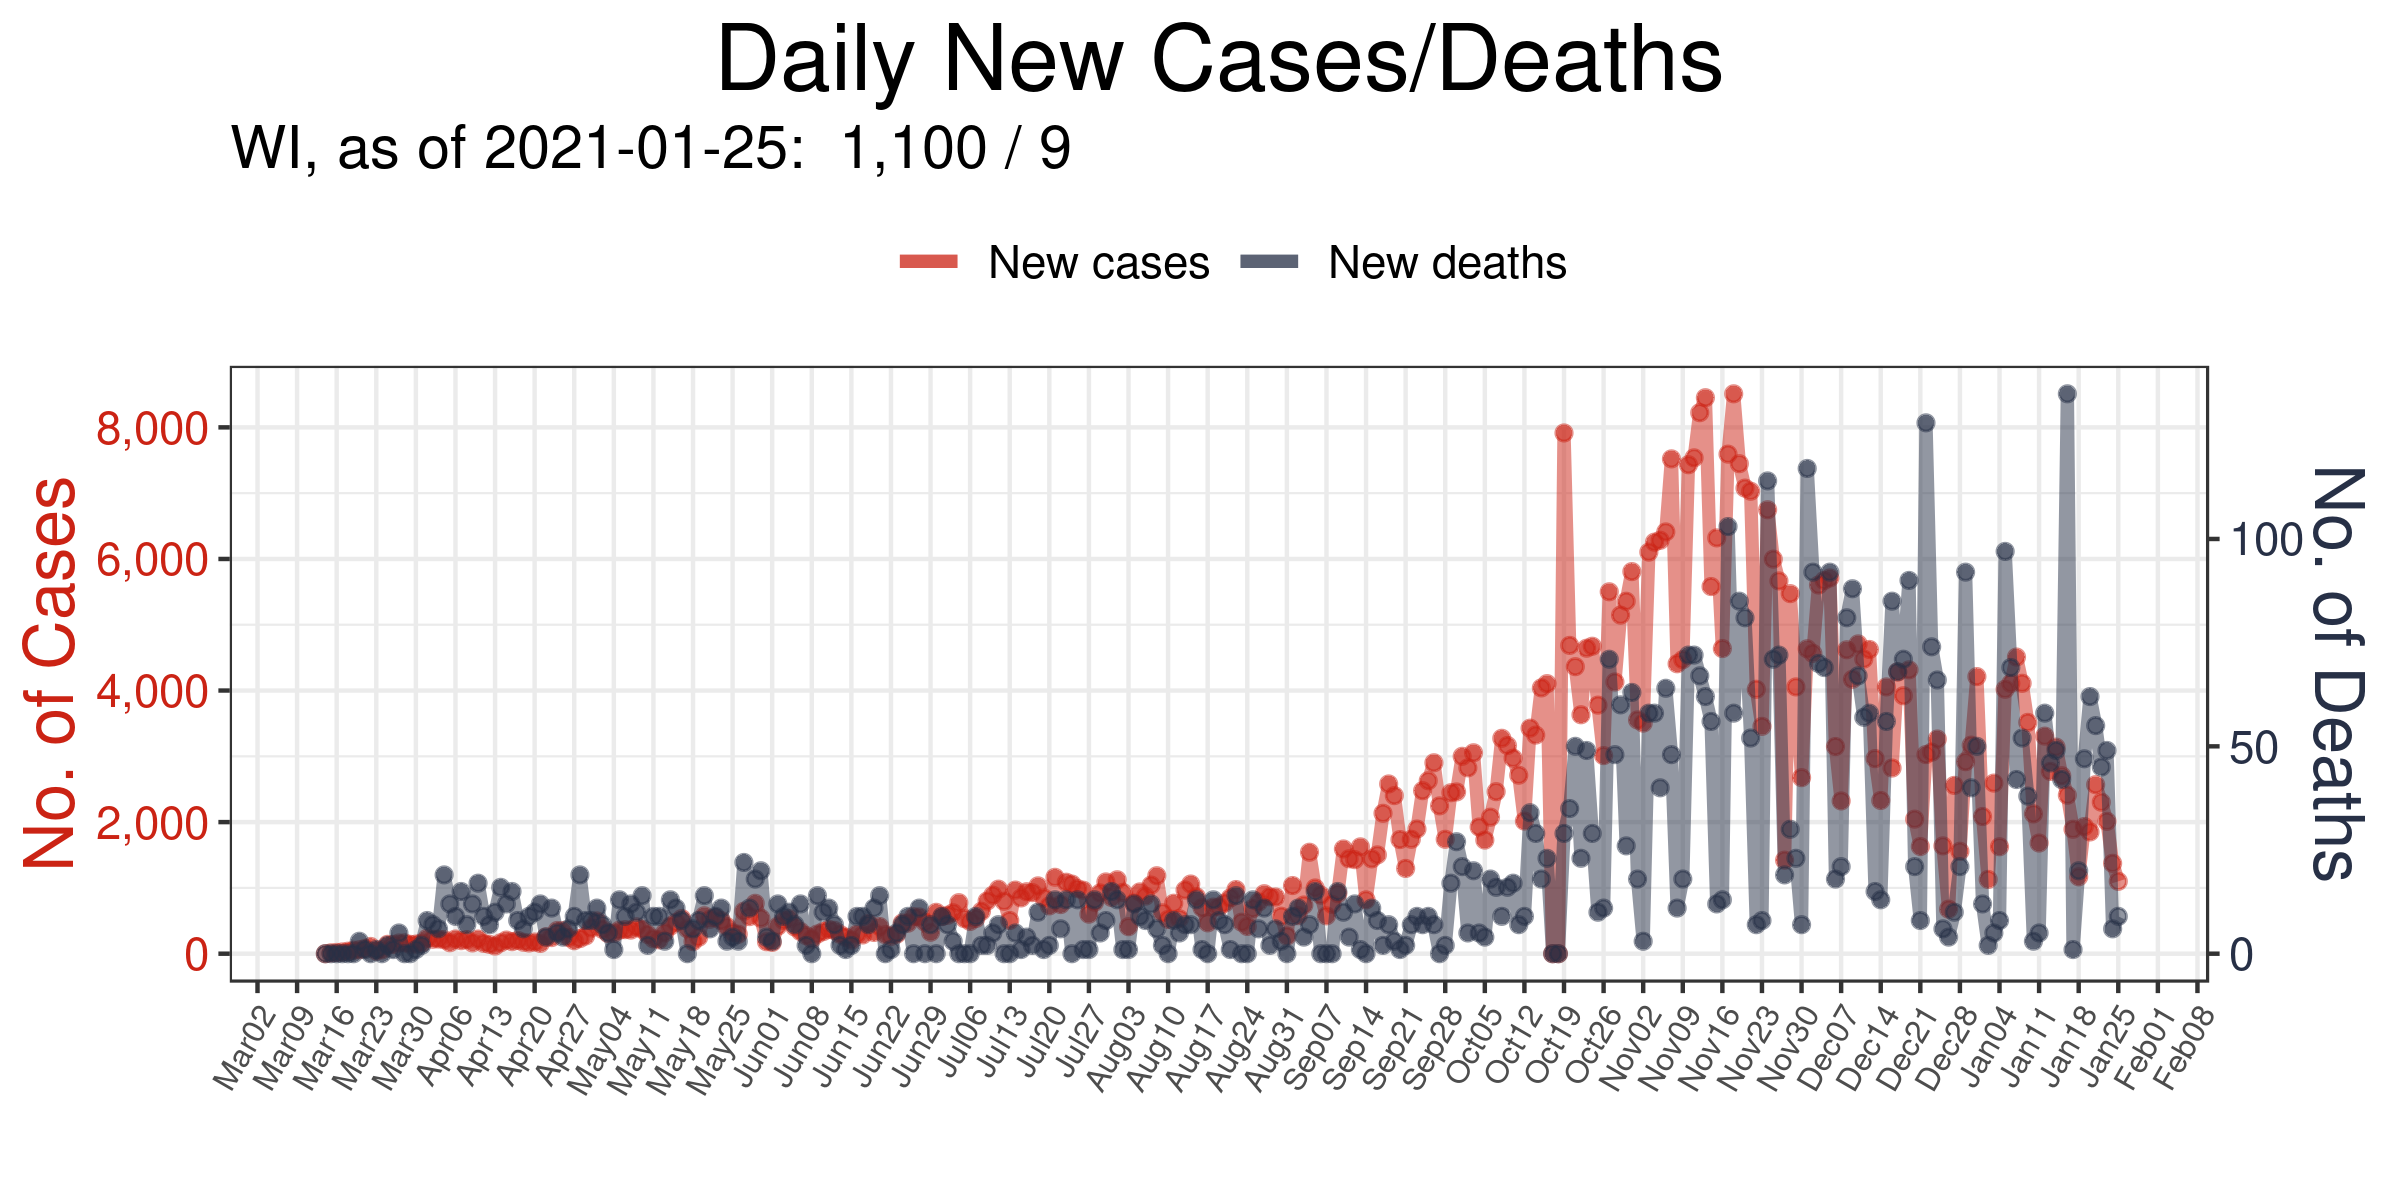 Daily New Cases/Deaths
WI, as of 2021-01-25:  1,100 / 9
New cases
New deaths
No. of Cases
8,000
6,000
4,000
2,000
0
No. of Deaths
100
50
0
Mar02
Mar09
Mar16
Mar23
Mar30
Apr06
Apr13
Apr20
Apr27
May04
May11
May18
May25
Jun01
Jun08
Jun15
Jun22
Jun29
Jul06
Jul13
Jul20
Jul27
Aug03
Aug10
Aug17
Aug24
Aug31
Sep07
Sep14
Sep21
Sep28
Oct05
Oct12
Oct19
Oct26
Nov02
Nov09
Nov16
Nov23
Nov30
Nov07
Dec07
Dec14
Dec21
Dec28
Jan04
Jan11
Jan18
Jan25
Feb01
Feb08